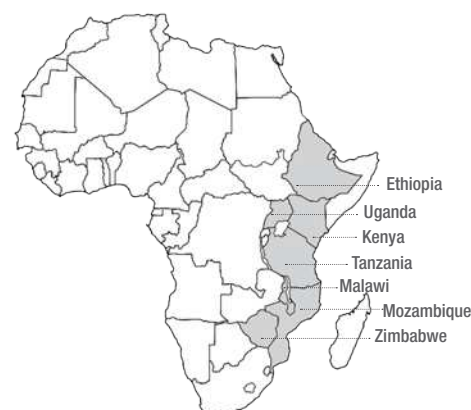 Ethiopia
Uganda
Kenya
Tanzania
Malawi
Mozambique
Zimbabwe